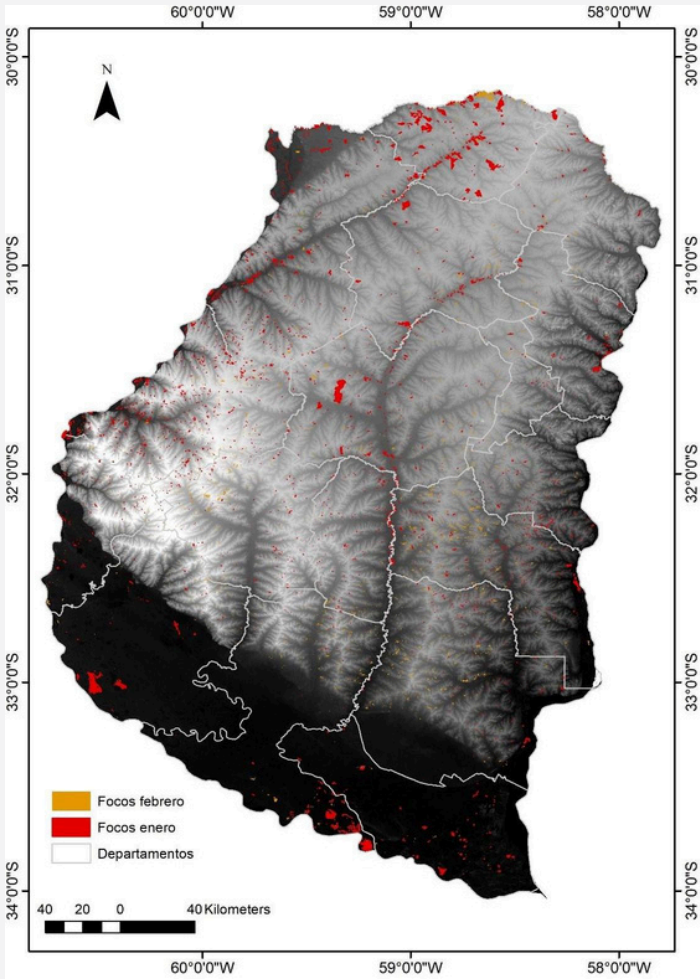 60°0'0"W 59°0'0"W 58°0'0"W
30°0'0"S 30°0'0"S
N
31°0'0"S 31°0'0"S
32°0'0"S 32°0'0"S
33°0'0"S 33°0'0"S
Focos febrero
Focos enero
Departamentos
34°0'0"S 34°0'0"S
40 20 0 40 Kilometers
60°0'0"W 59°0'0"W 58°0'0"W